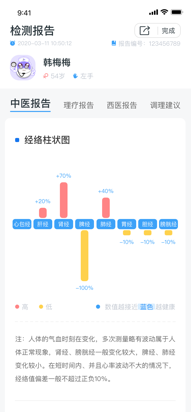 9:41
检测报告
完成
2020-03-11 10:50:12
报告编号: 123456789
韩梅梅
54岁
左手
中医报告
理疗报告
西医报告
调理建议
经络柱状图
+20%
+70%
+40%
心包经
肝经
肾经
脾经
肺经
胃经
胆经
膀胱经
-100%
-10%
-10%
-10%
高
低
数值越接近
蓝色
越健康
注：人体的气血时刻在变化，多次测量略有波动属于人
体正常现象，肾经、膀胱经一般变化较大，脾经、肺经
变化较小。在短时间内、并且心率波动不大的情况下，
经络值偏差一般不超过正负10%。